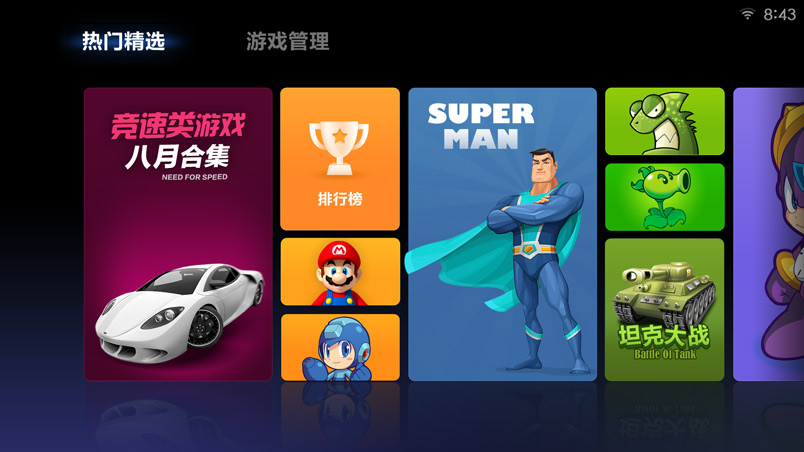 热门精选
游戏管理
8:43
竞速类游戏
八月合集
NEED FOR SPEED
排行榜
M
SUPER
MAN
坦克大战
Battle Of Tank